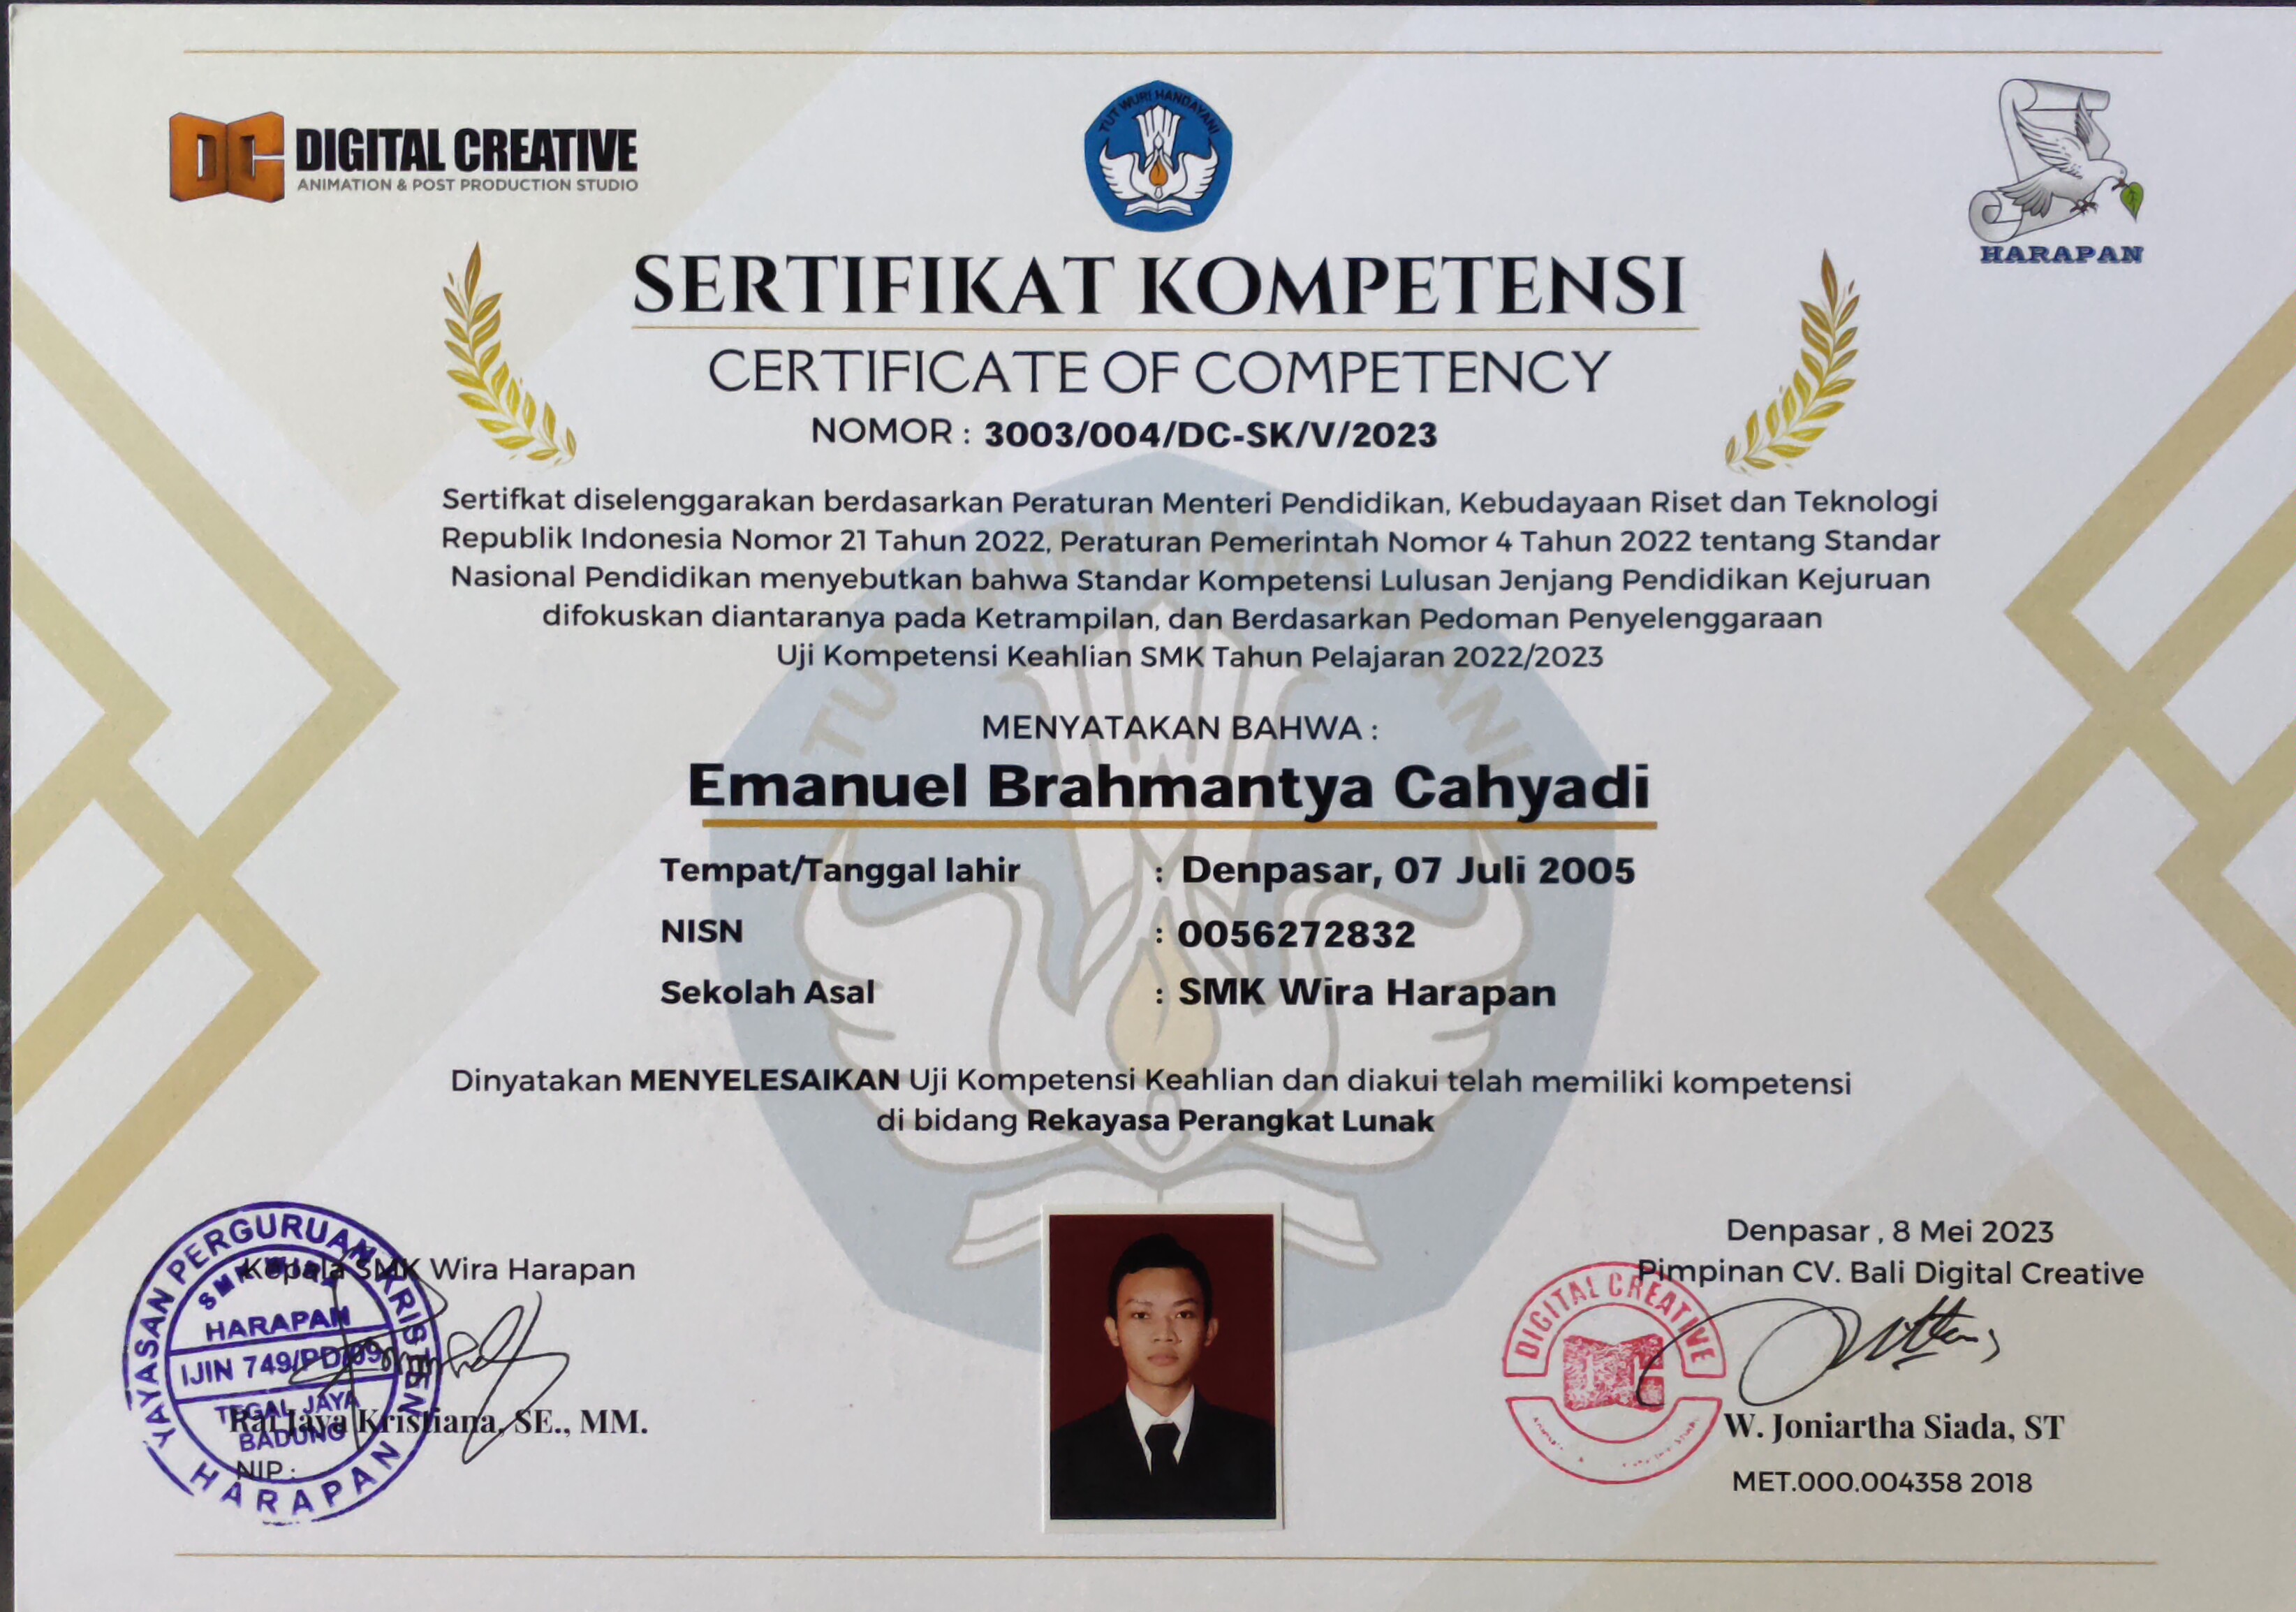 DC DIGITAL CREATIVE
ANIMATION & POST PRODUCTION STUDIO
TUT WURI HANDAYANI
HARAPAN
SERTIFIKAT KOMPETENSI
CERTIFICATE OF COMPETENCY
NOMOR : 3003/004/DC-SK/V/2023
Sertifkat diselenggarakan berdasarkan Peraturan Menteri Pendidikan, Kebudayaan Riset dan Teknologi
Republik Indonesia Nomor 21 Tahun 2022, Peraturan Pemerintah Nomor 4 Tahun 2022 tentang Standar
Nasional Pendidikan menyebutkan bahwa Standar Kompetensi Lulusan Jenjang Pendidikan Kejuruan
difokuskan diantaranya pada Ketrampilan, dan Berdasarkan Pedoman Penyelenggaraan
Uji Kompetensi Keahlian SMK Tahun Pelajaran 2022/2023
TUT WURI HANDAYANI
MENYATAKAN BAHWA :
Emanuel Brahmantya Cahyadi
Tempat/Tanggal lahir : Denpasar, 07 Juli 2005
NISN : 0056272832
Sekolah Asal : SMK Wira Harapan
Dinyatakan MENYELESAIKAN Uji Kompetensi Keahlian dan diakui telah memiliki kompetensi
di bidang Rekayasa Perangkat Lunak
Kepala SMK Wira Harapan
YAYASAN PERGURUAN KRISTEN HARAPAN
SMK WIRA
HARAPAN
IJIN 749/PD/99
TEGAL JAYA
BADUNG
Rai Jaya Kristiana, SE., MM.
NIP :
Denpasar , 8 Mei 2023
Pimpinan CV. Bali Digital Creative
DIGITAL CREATIVE
DC
W. Joniartha Siada, ST
MET.000.004358 2018